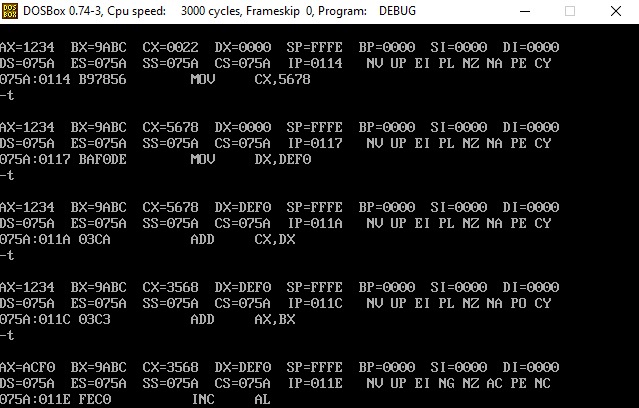 DOSBox 0.74-3, Cpu speed: 3000 cycles, Frameskip 0, Program: DEBUG
AX=1234 BX=9ABC CX=0022 DX=0000 SP=FFFE BP=0000 SI=0000 DI=0000
DS=075A ES=075A SS=075A CS=075A IP=0114 NV UP EI PL NZ NA PE CY
075A:0114 B97856 MOV CX,5678
-t
AX=1234 BX=9ABC CX=5678 DX=0000 SP=FFFE BP=0000 SI=0000 DI=0000
DS=075A ES=075A SS=075A CS=075A IP=0117 NV UP EI PL NZ NA PE CY
075A:0117 BAF0DE MOV DX,DEF0
-t
AX=1234 BX=9ABC CX=5678 DX=DEF0 SP=FFFE BP=0000 SI=0000 DI=0000
DS=075A ES=075A SS=075A CS=075A IP=011A NV UP EI PL NZ NA PE CY
075A:011A 03CA ADD CX,DX
-t
AX=1234 BX=9ABC CX=3568 DX=DEF0 SP=FFFE BP=0000 SI=0000 DI=0000
DS=075A ES=075A SS=075A CS=075A IP=011C NV UP EI PL NZ NA PO CY
075A:011C 03C3 ADD AX,BX
-t
AX=ACF0 BX=9ABC CX=3568 DX=DEF0 SP=FFFE BP=0000 SI=0000 DI=0000
DS=075A ES=075A SS=075A CS=075A IP=011E NV UP EI NG NZ AC PE NC
075A:011E FEC0 INC AL